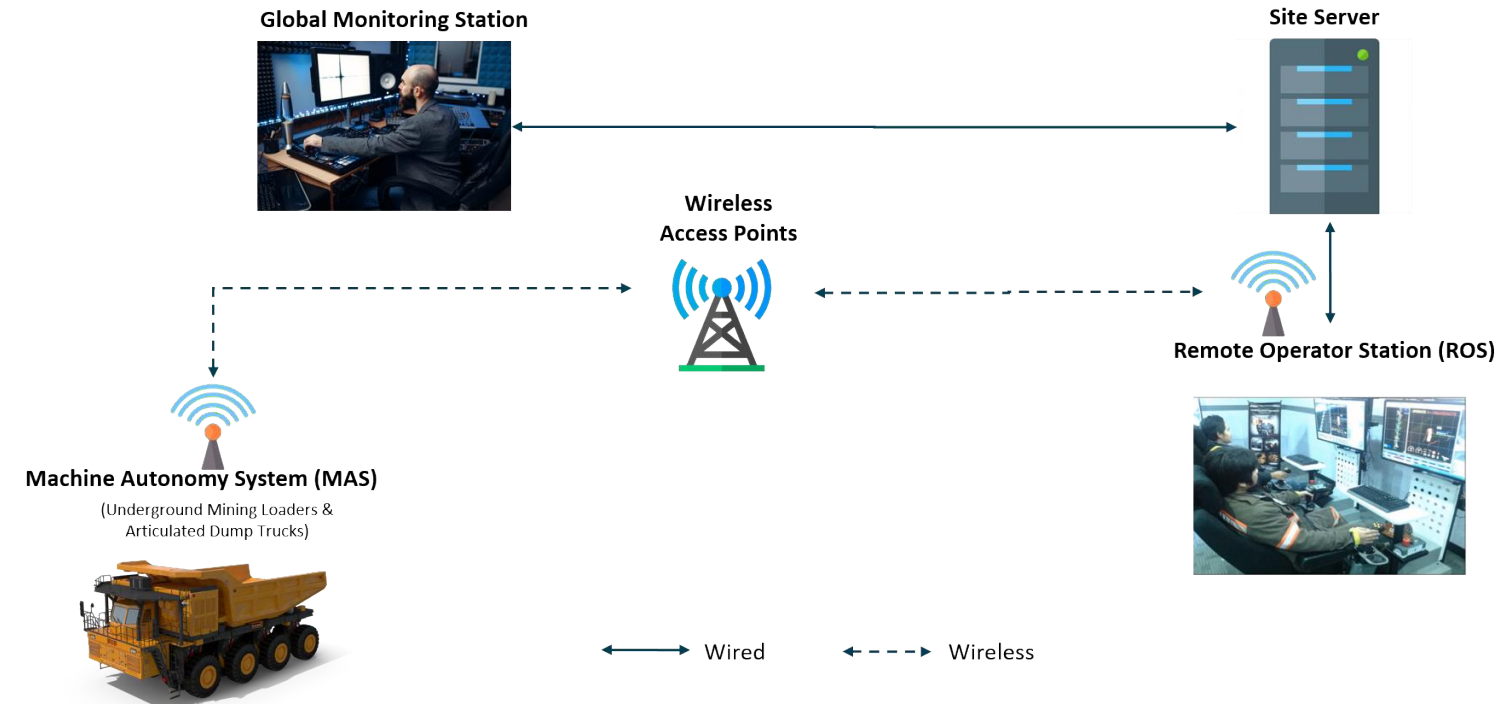 Global Monitoring Station
Site Server
Wireless
Access Points
Remote Operator Station (ROS)
Machine Autonomy System (MAS)
(Underground Mining Loaders &
Articulated Dump Trucks)
Wired
Wireless